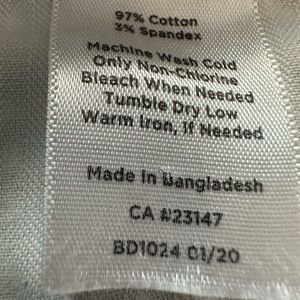 97% Cotton
3% Spandex
Machine Wash Cold
Only Non-Chlorine
Bleach When Needed
Tumble Dry Low
Warm Iron, if Needed
Made in Bangladesh
CA #23147
BD1024 01/20